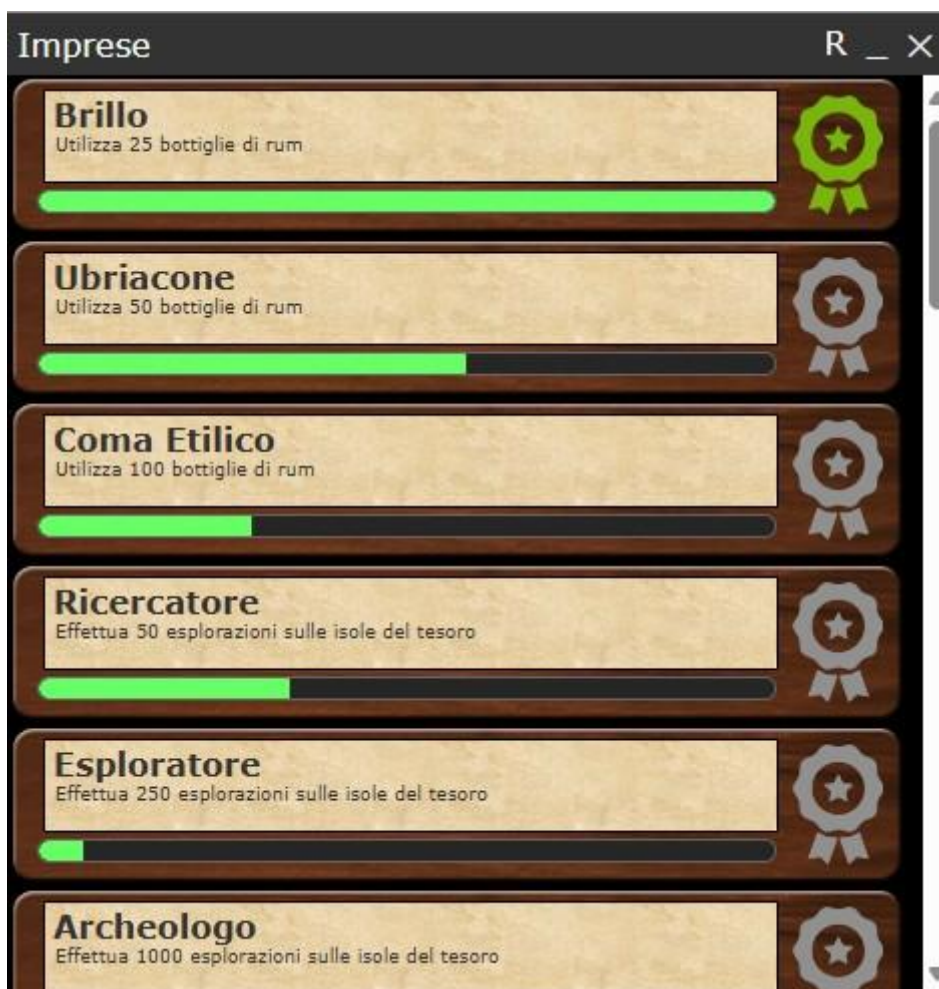 Imprese R _ ×
Brillo
Utilizza 25 bottiglie di rum
Ubriacone
Utilizza 50 bottiglie di rum
Coma Etilico
Utilizza 100 bottiglie di rum
Ricercatore
Effettua 50 esplorazioni sulle isole del tesoro
Esploratore
Effettua 250 esplorazioni sulle isole del tesoro
Archeologo
Effettua 1000 esplorazioni sulle isole del tesoro